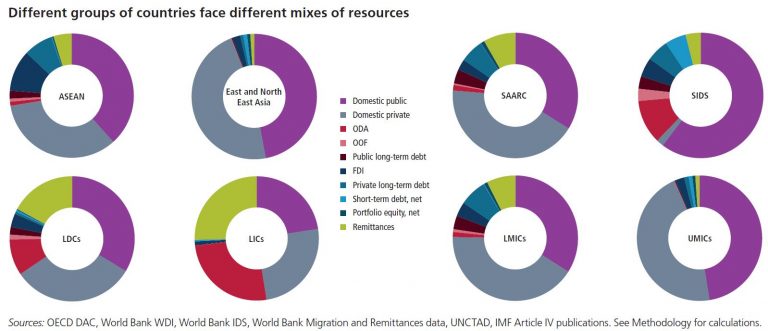 Different groups of countries face different mixes of resources
ASEAN
East and North
East Asia
SAARC
SIDS
Domestic public
Domestic private
ODA
OOF
Public long-term debt
FDI
Private long-term debt
Short-term debt, net
Portfolio equity, net
Remittances
LDCs
LICs
LMICs
UMICs
Sources: OECD DAC, World Bank WDI, World Bank IDS, World Bank Migration and Remittances data, UNCTAD, IMF Article IV publications. See Methodology for calculations.